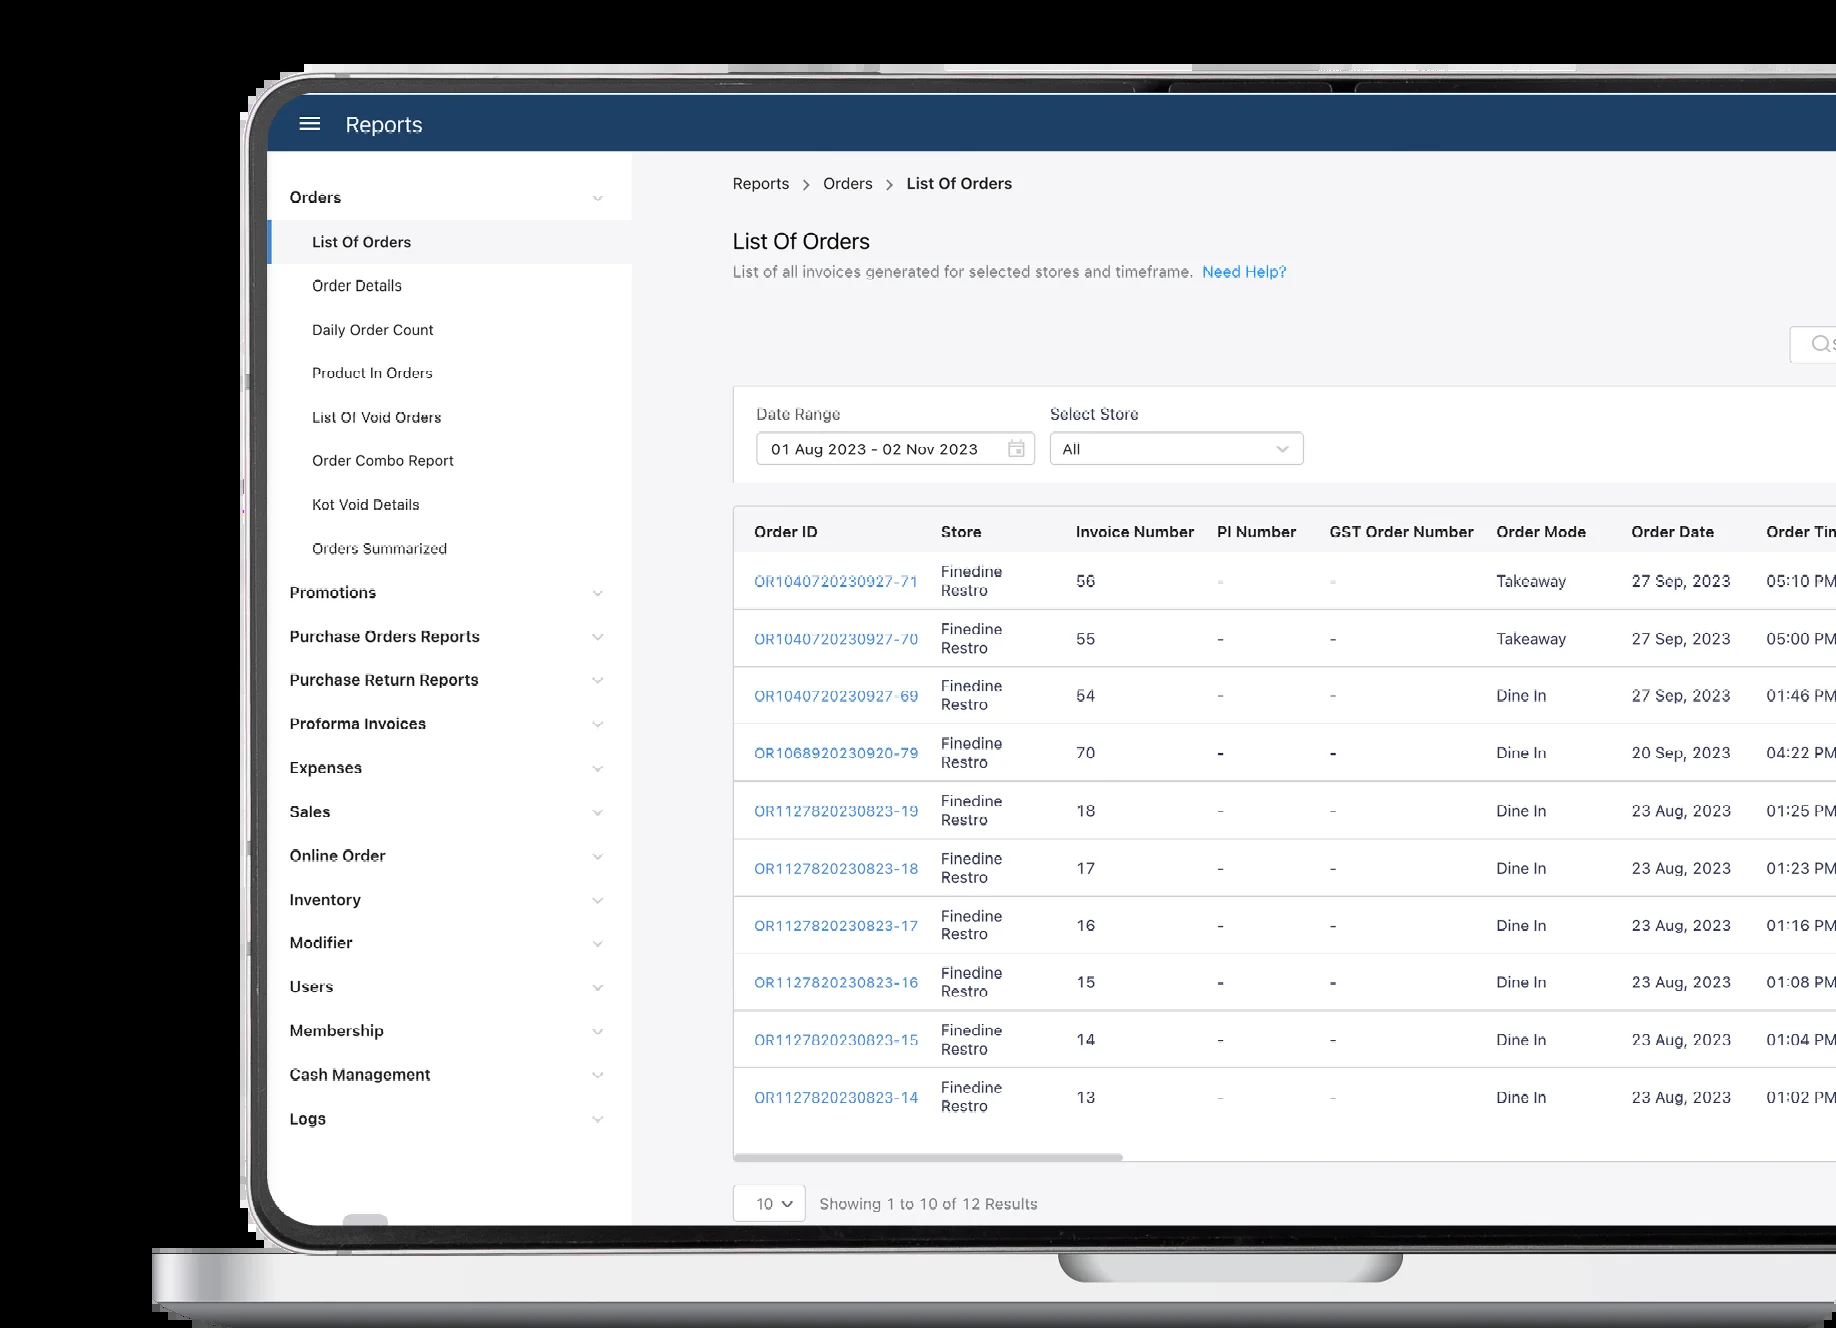 Reports
Orders
List Of Orders
Order Details
Daily Order Count
Product In Orders
List Of Void Orders
Order Combo Report
Kot Void Details
Orders Summarized
Promotions
Purchase Orders Reports
Purchase Return Reports
Proforma Invoices
Expenses
Sales
Online Order
Inventory
Modifier
Users
Membership
Cash Management
Logs
Reports > Orders > List Of Orders
List Of Orders
List of all invoices generated for selected stores and timeframe. Need Help?
Date Range Select Store
01 Aug 2023 - 02 Nov 2023 All
Order ID Store Invoice Number PI Number GST Order Number Order Mode Order Date Order Tim
OR1040720230927-71 Finedine Restro 56 - - Takeaway 27 Sep, 2023 05:10 PM
OR1040720230927-70 Finedine Restro 55 - - Takeaway 27 Sep, 2023 05:00 PM
OR1040720230927-69 Finedine Restro 54 - - Dine In 27 Sep, 2023 01:46 PM
OR1068920230920-79 Finedine Restro 70 - - Dine In 20 Sep, 2023 04:22 PM
OR1127820230823-19 Finedine Restro 18 - - Dine In 23 Aug, 2023 01:25 PM
OR1127820230823-18 Finedine Restro 17 - - Dine In 23 Aug, 2023 01:23 PM
OR1127820230823-17 Finedine Restro 16 - - Dine In 23 Aug, 2023 01:16 PM
OR1127820230823-16 Finedine Restro 15 - - Dine In 23 Aug, 2023 01:08 PM
OR1127820230823-15 Finedine Restro 14 - - Dine In 23 Aug, 2023 01:04 PM
OR1127820230823-14 Finedine Restro 13 - - Dine In 23 Aug, 2023 01:02 PM
10 Showing 1 to 10 of 12 Results